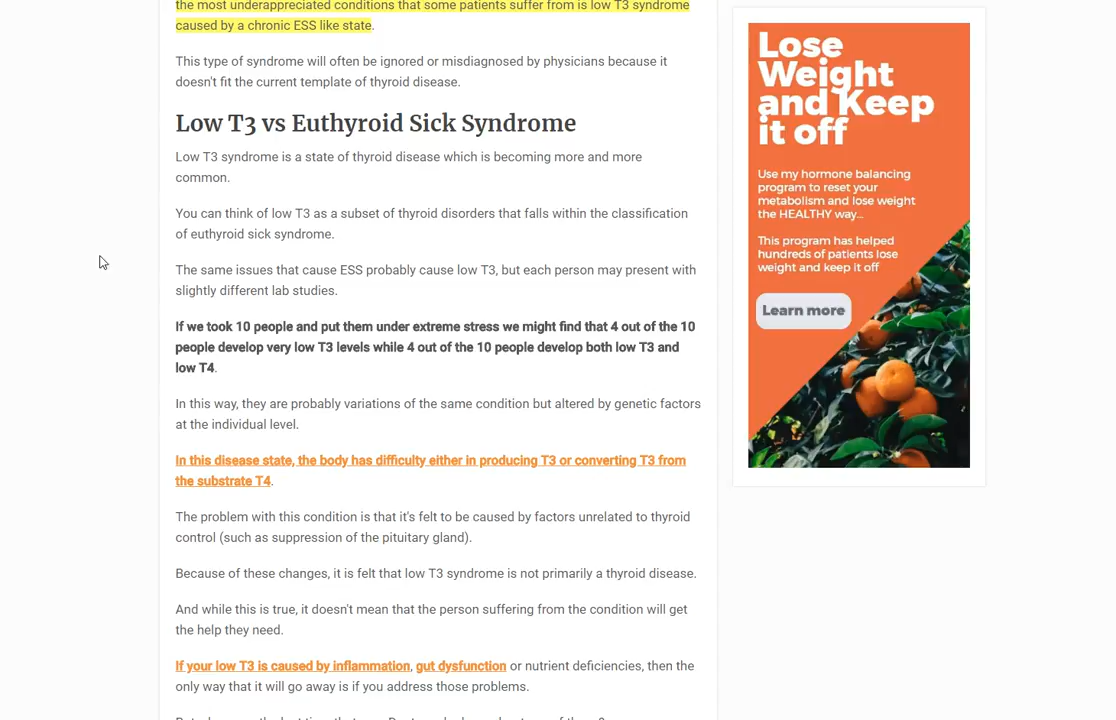 the most underappreciated conditions that some patients suffer from is low T3 syndrome
caused by a chronic ESS like state.
This type of syndrome will often be ignored or misdiagnosed by physicians because it
doesn't fit the current template of thyroid disease.
Low T3 vs Euthyroid Sick Syndrome
Low T3 syndrome is a state of thyroid disease which is becoming more and more
common.
You can think of low T3 as a subset of thyroid disorders that falls within the classification
of euthyroid sick syndrome.
The same issues that cause ESS probably cause low T3, but each person may present with
slightly different lab studies.
If we took 10 people and put them under extreme stress we might find that 4 out of the 10
people develop very low T3 levels while 4 out of the 10 people develop both low T3 and
low T4.
In this way, they are probably variations of the same condition but altered by genetic factors
at the individual level.
In this disease state, the body has difficulty either in producing T3 or converting T3 from
the substrate T4.
The problem with this condition is that it's felt to be caused by factors unrelated to thyroid
control (such as suppression of the pituitary gland).
Because of these changes, it is felt that low T3 syndrome is not primarily a thyroid disease.
And while this is true, it doesn't mean that the person suffering from the condition will get
the help they need.
If your low T3 is caused by inflammation, gut dysfunction or nutrient deficiencies, then the
only way that it will go away is if you address those problems.
Lose
Weight
and Keep
it off
Use my hormone balancing
program to reset your
metabolism and lose weight
the HEALTHY way...
This program has helped
hundreds of patients lose
weight and keep it off
Learn more